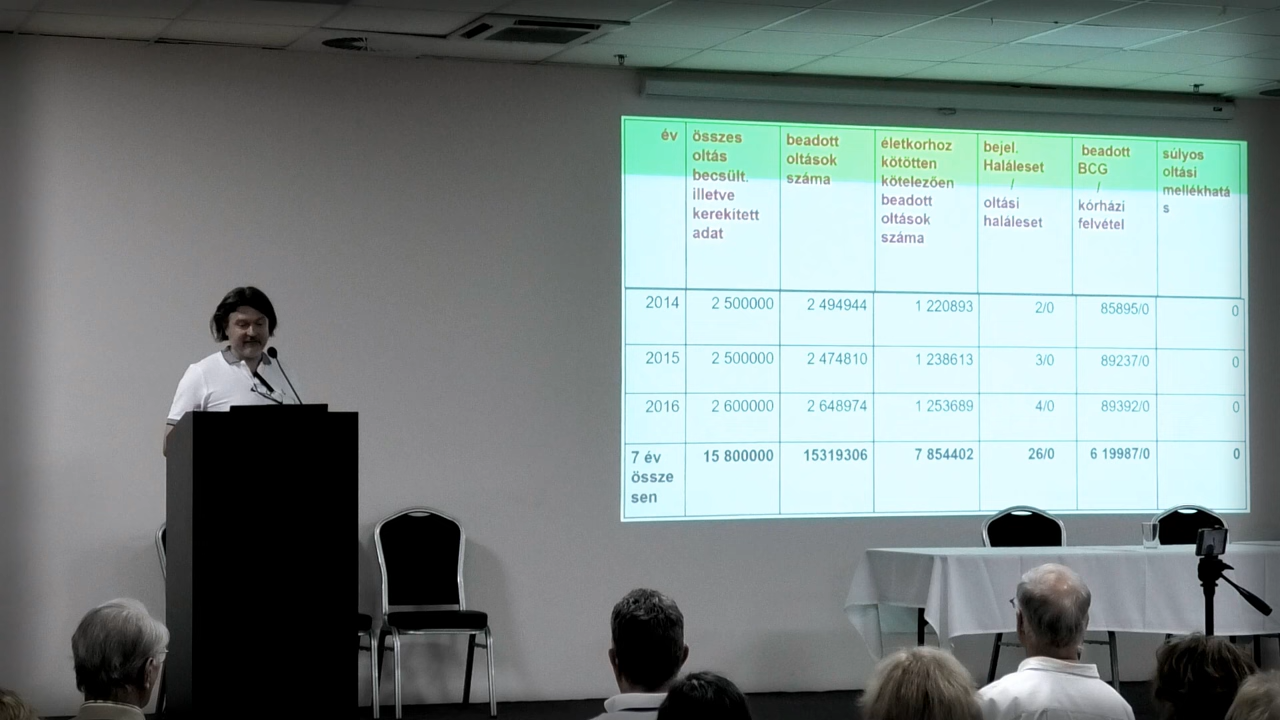 év
összes
oltás
becsült.
illetve
kerekített
adat
beadott
oltások
száma
életkorhoz
kötötten
kötelezően
beadott
oltások
száma
bejel.
Haláleset
/
oltási
haláleset
beadott
BCG
/
kórházi
felvétel
súlyos
oltási
mellékhatá
s
2014 2 500000 2 494944 1 220893 2/0 85895/0 0
2015 2 500000 2 474810 1 238613 3/0 89237/0 0
2016 2 600000 2 648974 1 253689 4/0 89392/0 0
7 év
össze
sen
15 800000 15319306 7 854402 26/0 6 19987/0 0